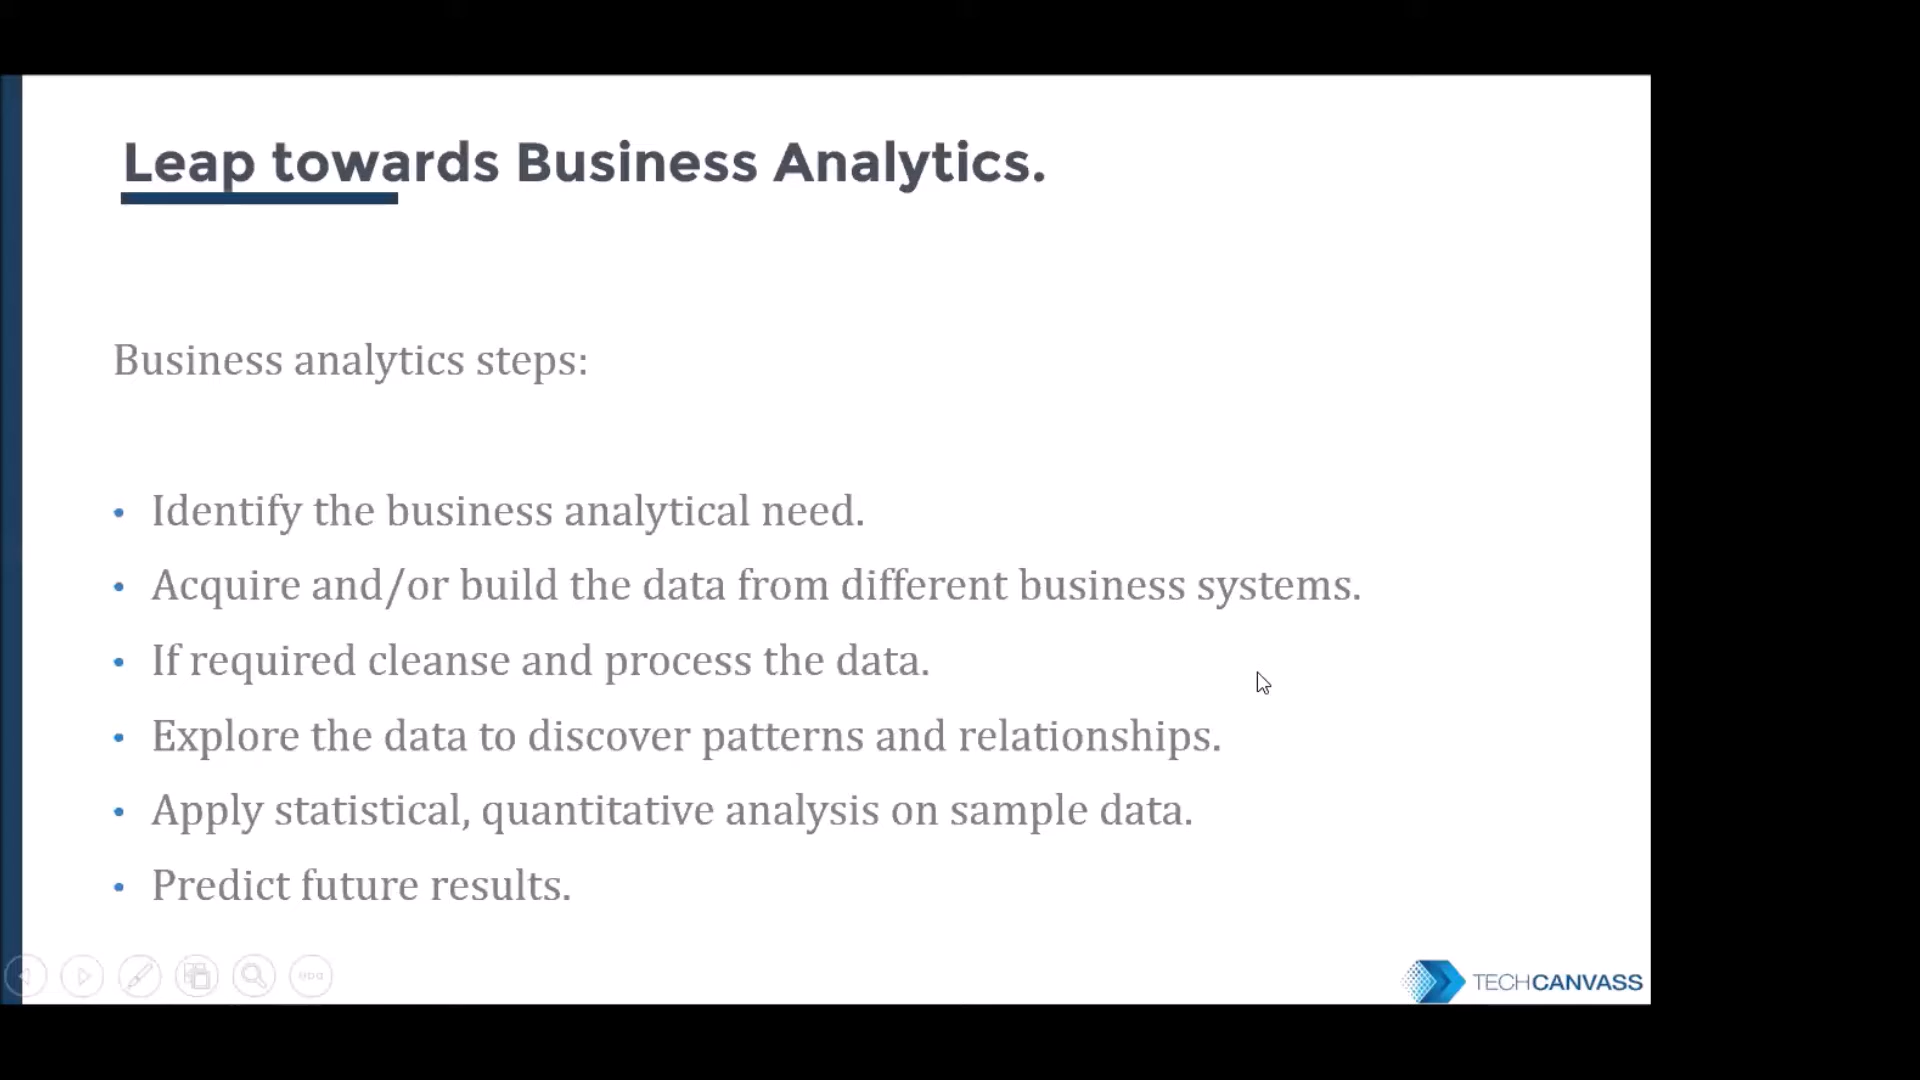 Leap towards Business Analytics.
Business analytics steps:
• Identify the business analytical need.
• Acquire and/or build the data from different business systems.
• If required cleanse and process the data.
• Explore the data to discover patterns and relationships.
• Apply statistical, quantitative analysis on sample data.
• Predict future results.
TECHCANVASS